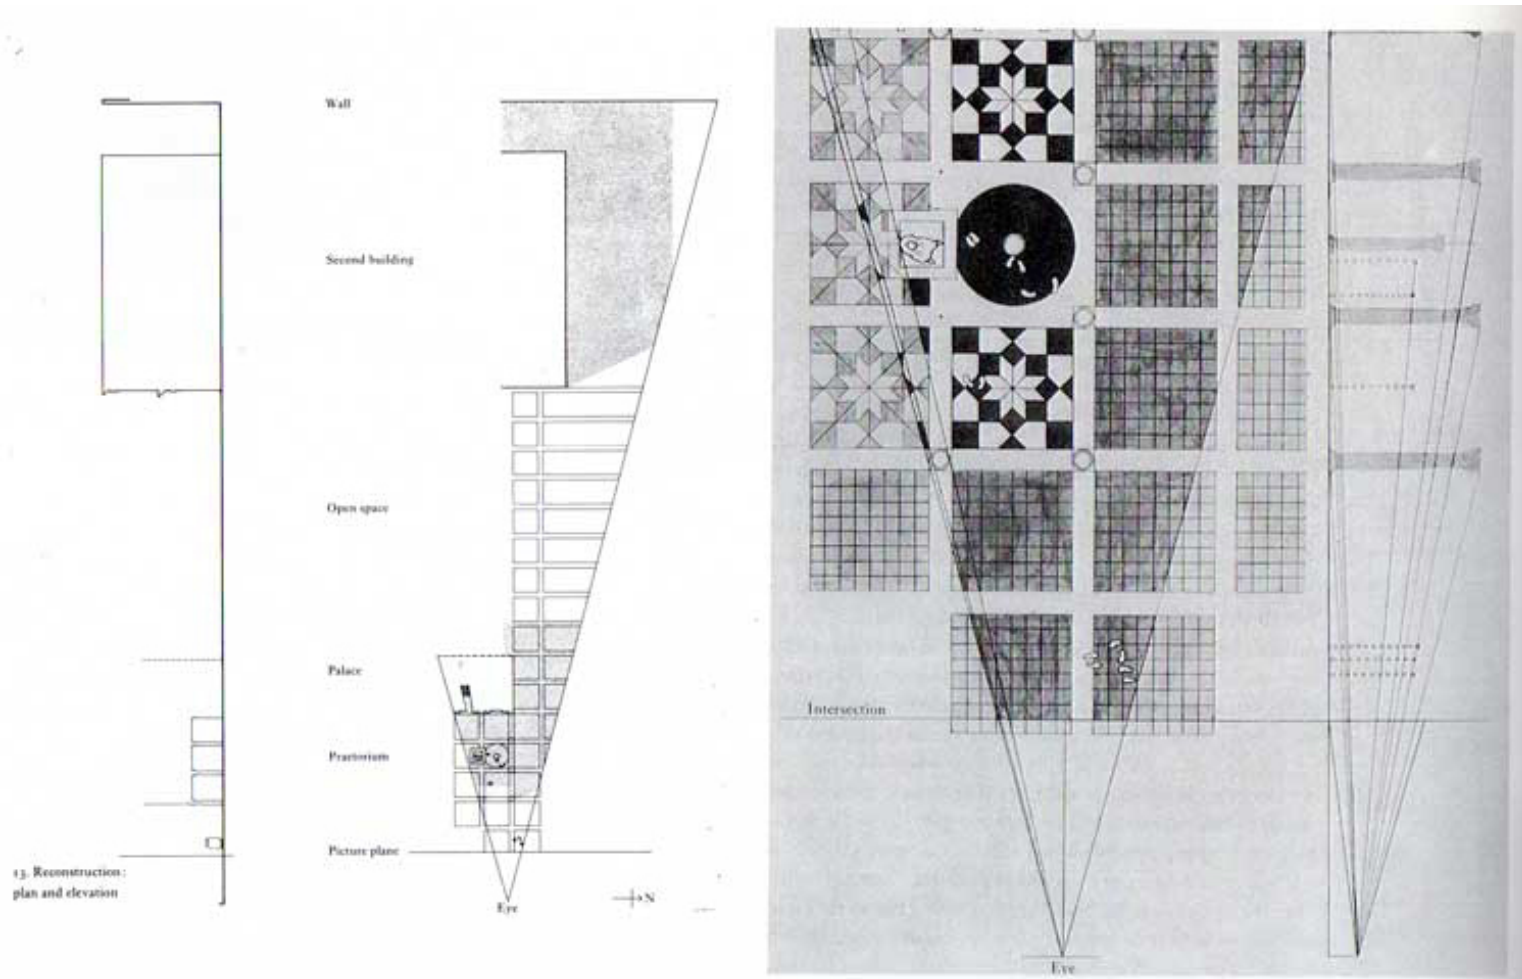 Wall
Second building
Open space
Palace
Praetorium
Picture plane
13. Reconstruction:
plan and elevation
Eye
N
Intersection
Eye